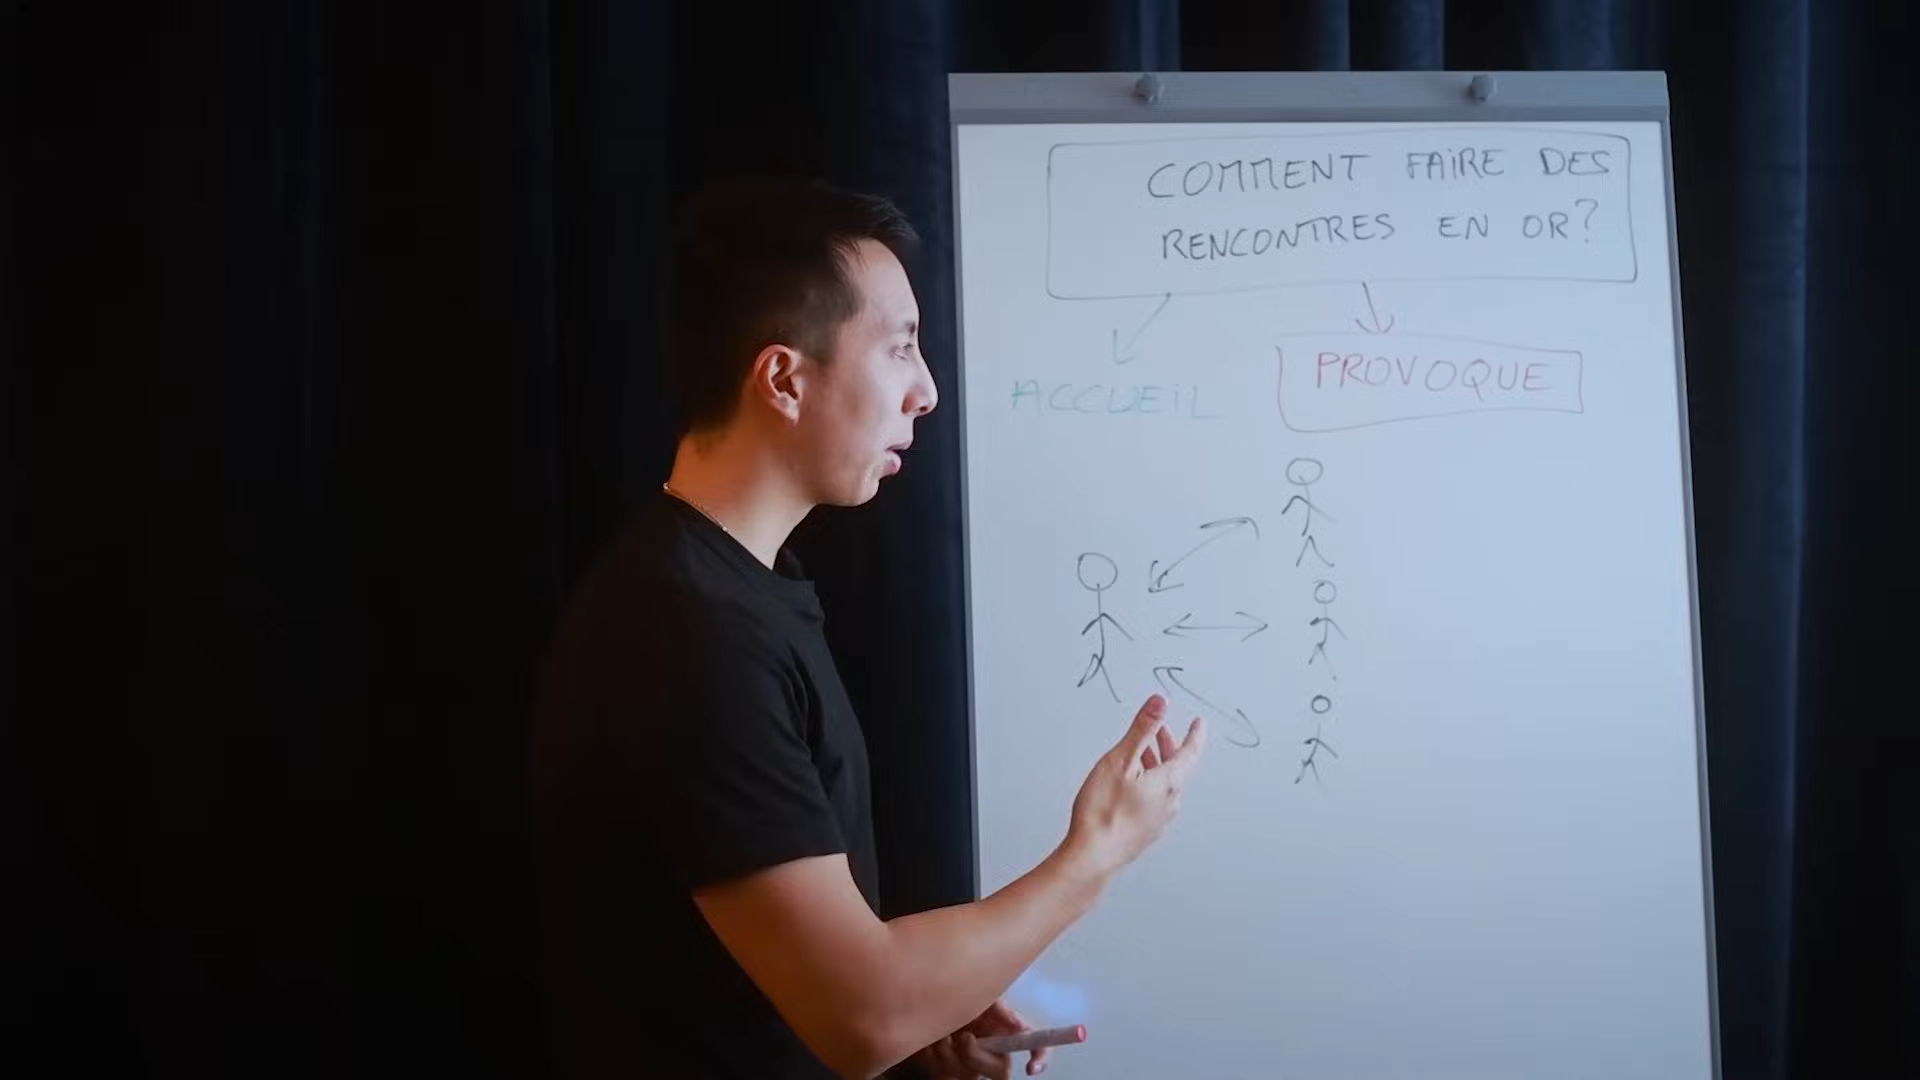 COMMENT FAIRE DES
RENCONTRES EN OR?
ACCUEIL
PROVOQUE